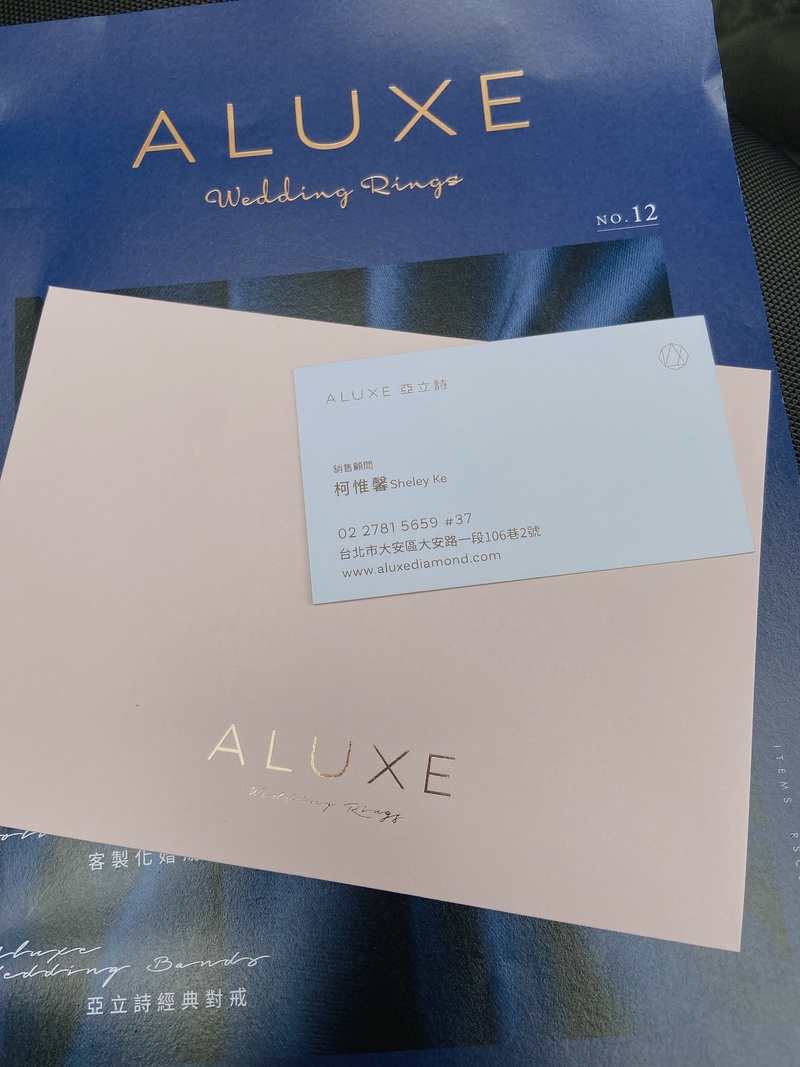 ALUXE
Wedding Rings
NO.12
ALUXE 亞立詩
銷售顧問
柯惟馨 Sheley Ke
02 2781 5659 #37
台北市大安區大安路一段106巷2號
www.aluxediamond.com
ALUXE
Wedding Rings
ITEMS
客製化婚
Aluxe
Wedding Bands
亞立詩經典對戒